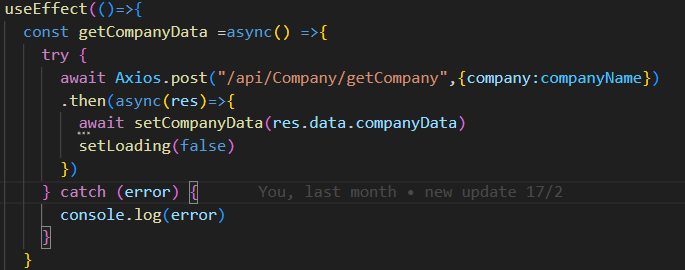 useEffect(()=>{
const getCompanyData =async() =>{
try {
await Axios.post("/api/Company/getCompany",{company:companyName})
.then(async(res)=>{
await setCompanyData(res.data.companyData)
setLoading(false)
})
} catch (error) { You, last month • new update 17/2
console.log(error)
}
}